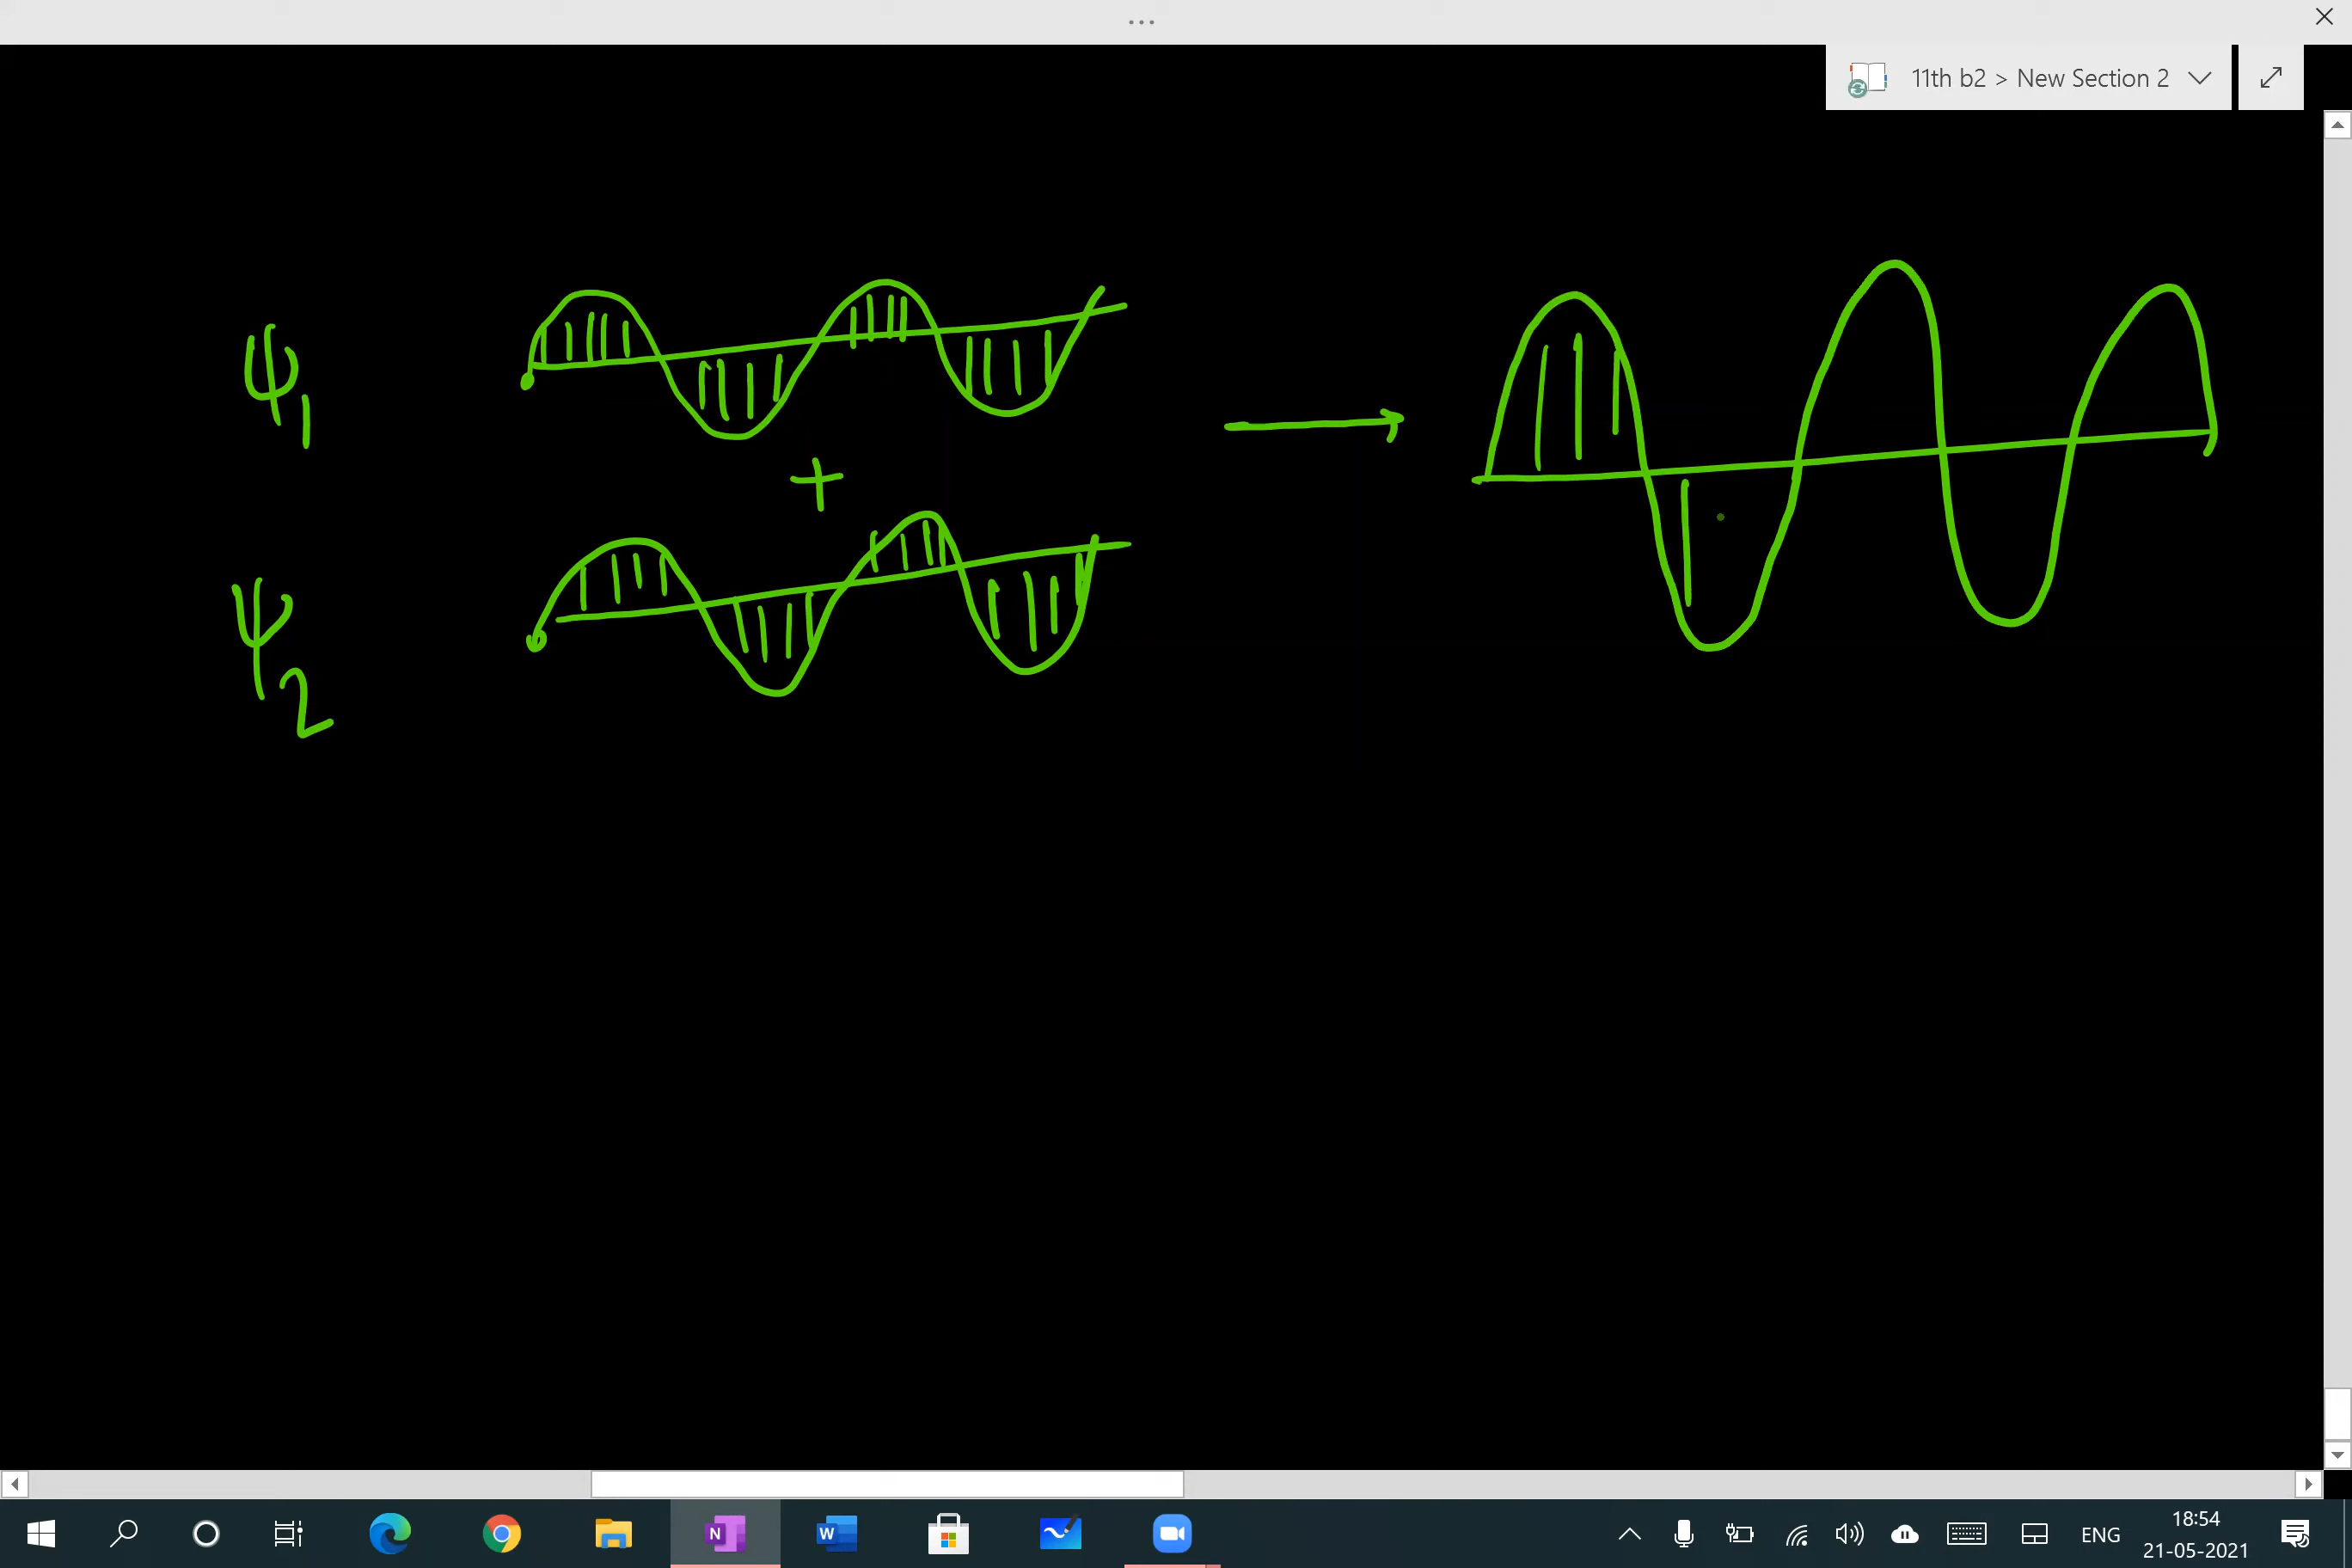 11th b2 > New Section 2
ψ1
+
ψ2
N
W
ENG
18:54
21-05-2021